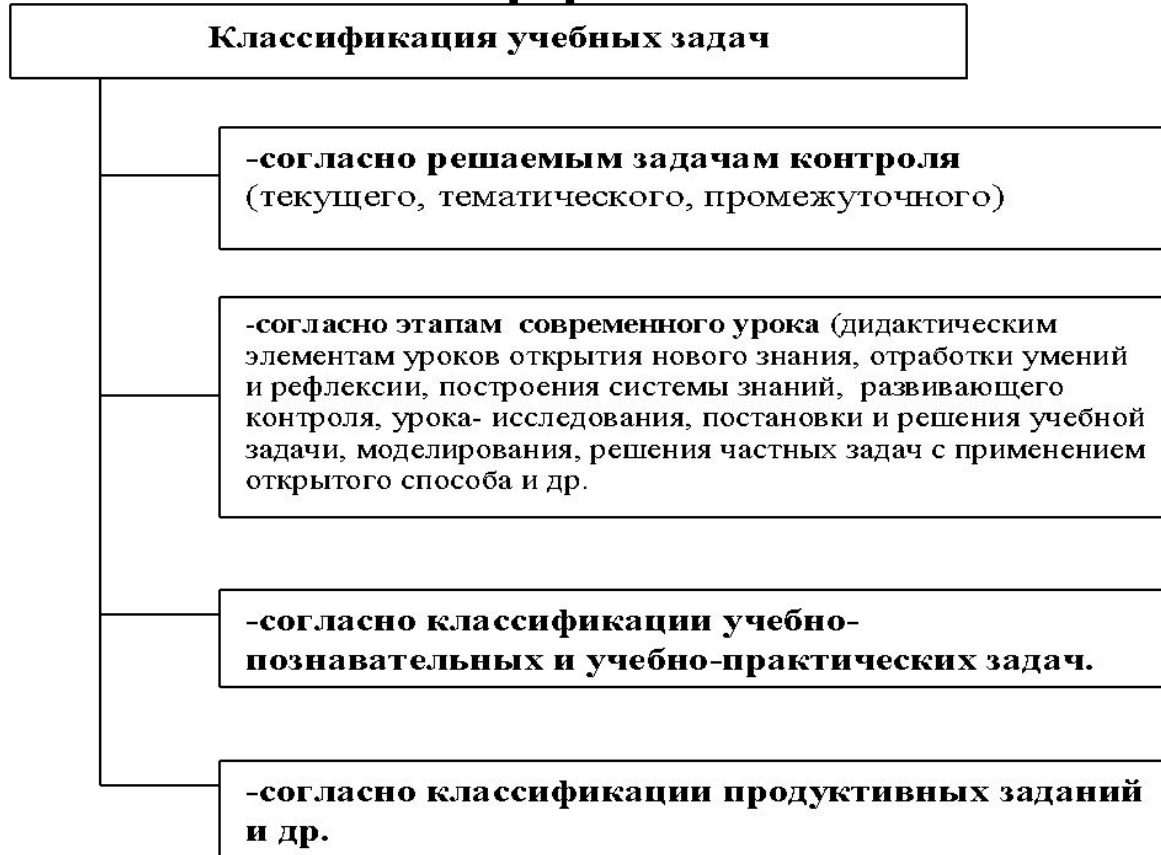 Классификация учебных задач
-согласно решаемым задачам контроля
(текущего, тематического, промежуточного)
-согласно этапам современного урока (дидактическим
элементам уроков открытия нового знания, отработки умений
и рефлексии, построения системы знаний, развивающего
контроля, урока- исследования, постановки и решения учебной
задачи, моделирования, решения частных задач с применением
открытого способа и др.
-согласно классификации учебно-
познавательных и учебно-практических задач.
-согласно классификации продуктивных заданий
и др.